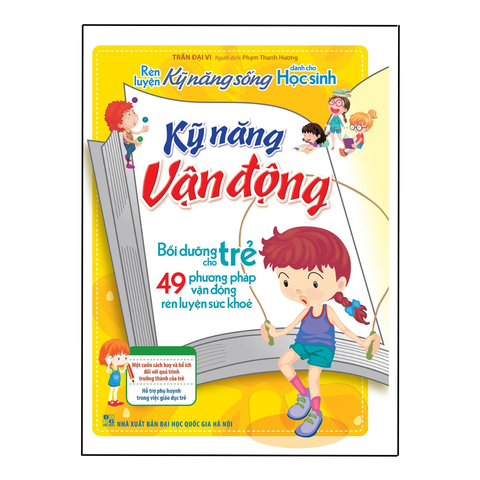 TRẦN ĐẠI VI Người dịch: Phạm Thanh Hương
Rèn luyện Kỹ năng sống dành cho Học sinh
Kỹ năng
Vận động
Bồi dưỡng cho trẻ
49 phương pháp
vận động
rèn luyện sức khoẻ
Một cuốn sách hay và bổ ích
đối với quá trình
trưởng thành của trẻ
Hỗ trợ phụ huynh
trong việc giáo dục trẻ
NHÀ XUẤT BẢN ĐẠI HỌC QUỐC GIA HÀ NỘI